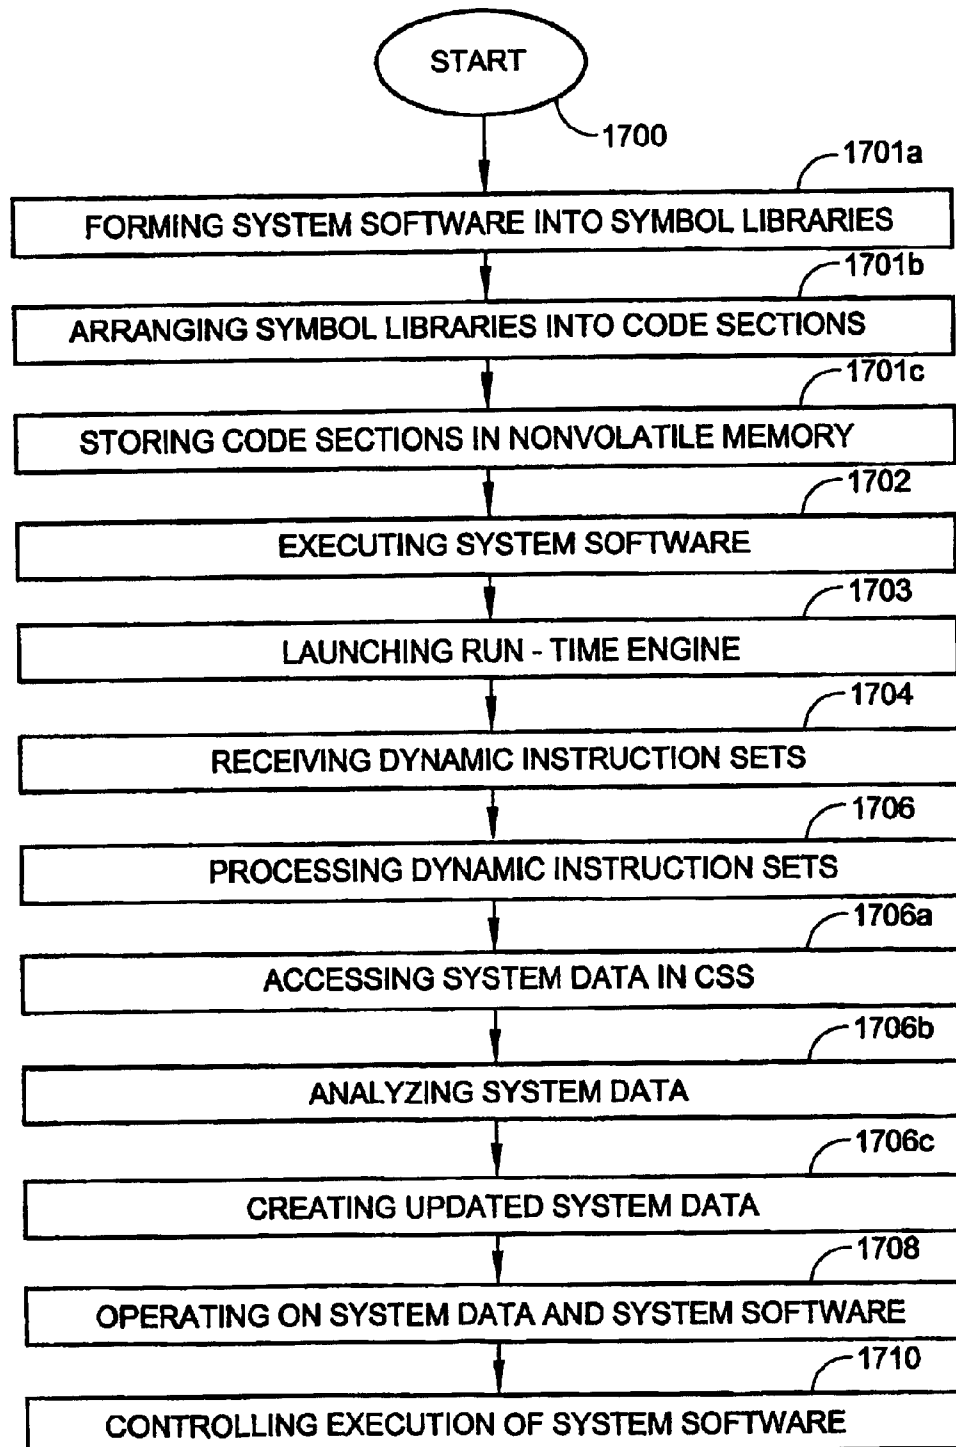 START
1700
1701a
FORMING SYSTEM SOFTWARE INTO SYMBOL LIBRARIES
1701b
ARRANGING SYMBOL LIBRARIES INTO CODE SECTIONS
1701c
STORING CODE SECTIONS IN NONVOLATILE MEMORY
1702
EXECUTING SYSTEM SOFTWARE
1703
LAUNCHING RUN - TIME ENGINE
1704
RECEIVING DYNAMIC INSTRUCTION SETS
1706
PROCESSING DYNAMIC INSTRUCTION SETS
1706a
ACCESSING SYSTEM DATA IN CSS
1706b
ANALYZING SYSTEM DATA
1706c
CREATING UPDATED SYSTEM DATA
1708
OPERATING ON SYSTEM DATA AND SYSTEM SOFTWARE
1710
CONTROLLING EXECUTION OF SYSTEM SOFTWARE